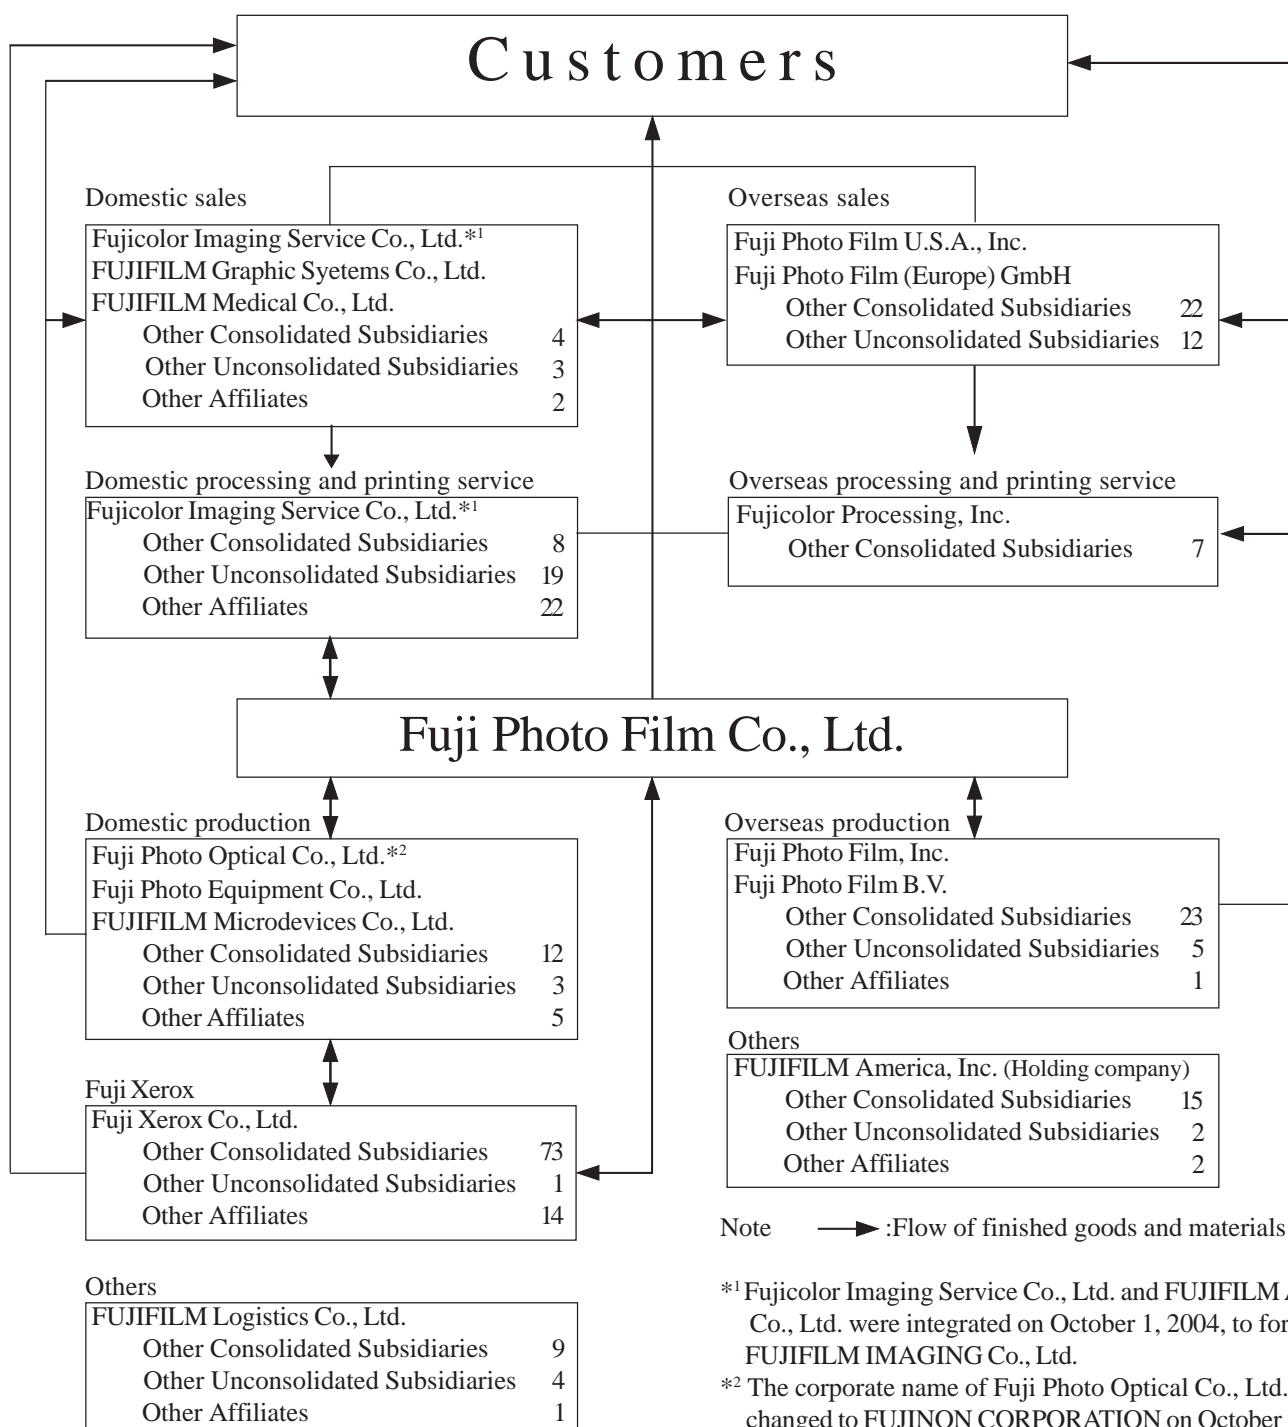 Customers
Domestic sales
Fujicolor Imaging Service Co., Ltd.*1
FUJIFILM Graphic Syetems Co., Ltd.
FUJIFILM Medical Co., Ltd.
Other Consolidated Subsidiaries 4
Other Unconsolidated Subsidiaries 3
Other Affiliates 2
Overseas sales
Fuji Photo Film U.S.A., Inc.
Fuji Photo Film (Europe) GmbH
Other Consolidated Subsidiaries 22
Other Unconsolidated Subsidiaries 12
Domestic processing and printing service
Fujicolor Imaging Service Co., Ltd.*1
Other Consolidated Subsidiaries 8
Other Unconsolidated Subsidiaries 19
Other Affiliates 22
Overseas processing and printing service
Fujicolor Processing, Inc.
Other Consolidated Subsidiaries 7
Fuji Photo Film Co., Ltd.
Domestic production
Fuji Photo Optical Co., Ltd.*2
Fuji Photo Equipment Co., Ltd.
FUJIFILM Microdevices Co., Ltd.
Other Consolidated Subsidiaries 12
Other Unconsolidated Subsidiaries 3
Other Affiliates 5
Overseas production
Fuji Photo Film, Inc.
Fuji Photo Film B.V.
Other Consolidated Subsidiaries 23
Other Unconsolidated Subsidiaries 5
Other Affiliates 1
Fuji Xerox
Fuji Xerox Co., Ltd.
Other Consolidated Subsidiaries 73
Other Unconsolidated Subsidiaries 1
Other Affiliates 14
Others
FUJIFILM America, Inc. (Holding company)
Other Consolidated Subsidiaries 15
Other Unconsolidated Subsidiaries 2
Other Affiliates 2
Others
FUJIFILM Logistics Co., Ltd.
Other Consolidated Subsidiaries 9
Other Unconsolidated Subsidiaries 4
Other Affiliates 1
Note :Flow of finished goods and materials
*1 Fujicolor Imaging Service Co., Ltd. and FUJIFILM
Co., Ltd. were integrated on October 1, 2004, to
FUJIFILM IMAGING Co., Ltd.
*2 The corporate name of Fuji Photo Optical Co., Ltd.
changed to FUJINON CORPORATION on October